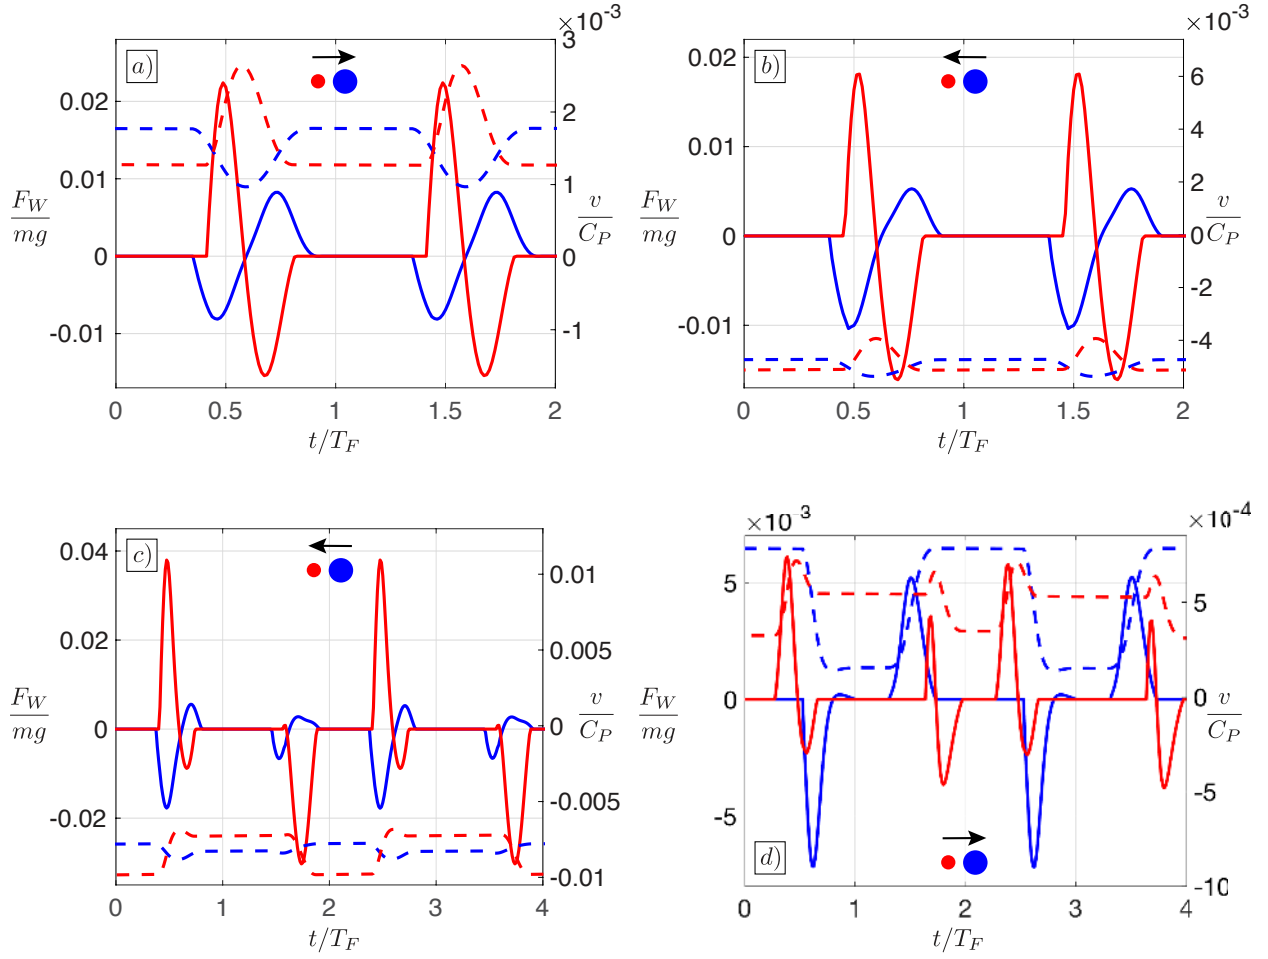 ×10⁻³
a)
3
2
1
0
-1
0.02
0.01
0
-0.01
F_W/mg
v/C_P
0 0.5 1 1.5 2
t/T_F
×10⁻³
b)
0.02
0.01
0
-0.01
6
4
2
0
-2
-4
F_W/mg
v/C_P
0 0.5 1 1.5 2
t/T_F
c)
0.04
0.02
0
-0.02
0.01
0.005
0
-0.005
-0.01
F_W/mg
v/C_P
0 1 2 3 4
t/T_F
×10⁻³
×10⁻⁴
5
0
-5
5
0
-5
-10
F_W/mg
v/C_P
d)
0 1 2 3 4
t/T_F